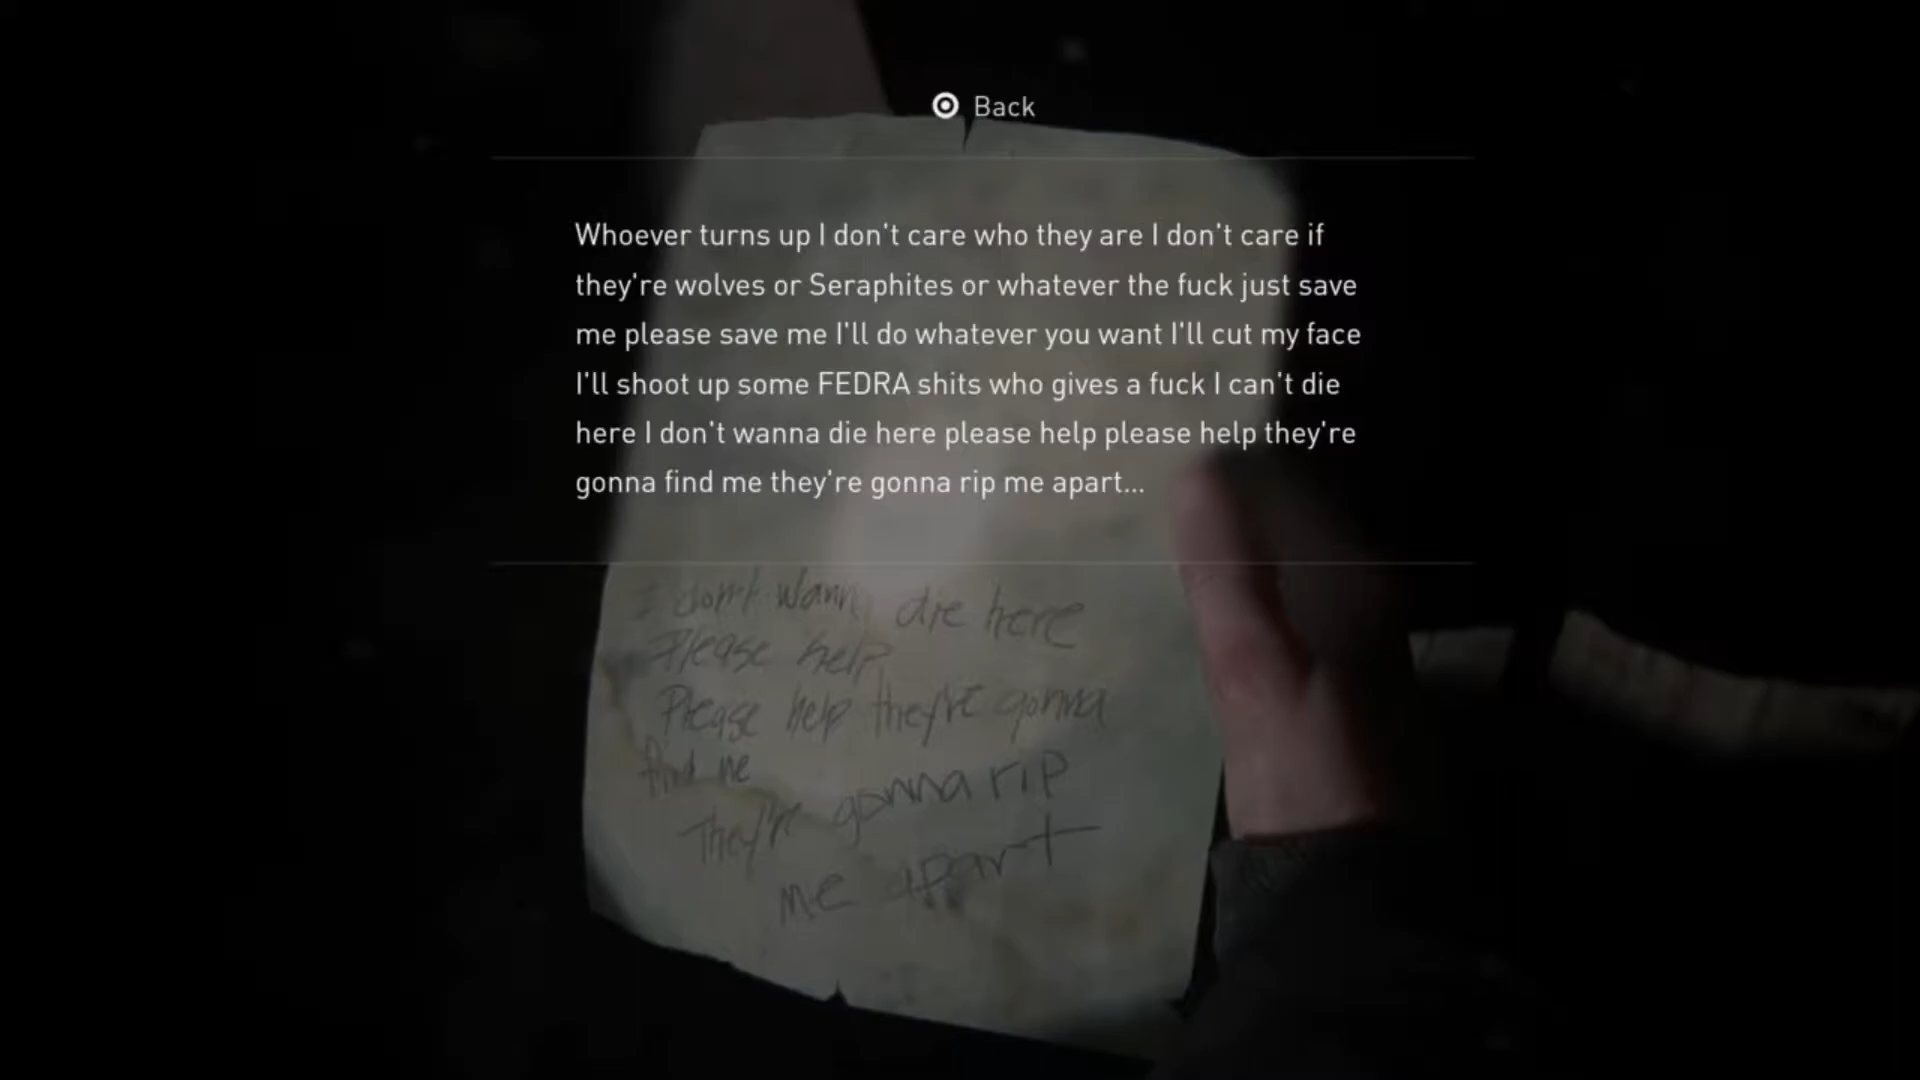 Back
Whoever turns up I don't care who they are I don't care if
they're wolves or Seraphites or whatever the fuck just save
me please save me I'll do whatever you want I'll cut my face
I'll shoot up some FEDRA shits who gives a fuck I can't die
here I don't wanna die here please help please help they're
gonna find me they're gonna rip me apart...
I don't wanna die here
Please help
Please help they're gonna
find me
They're gonna rip
me apart